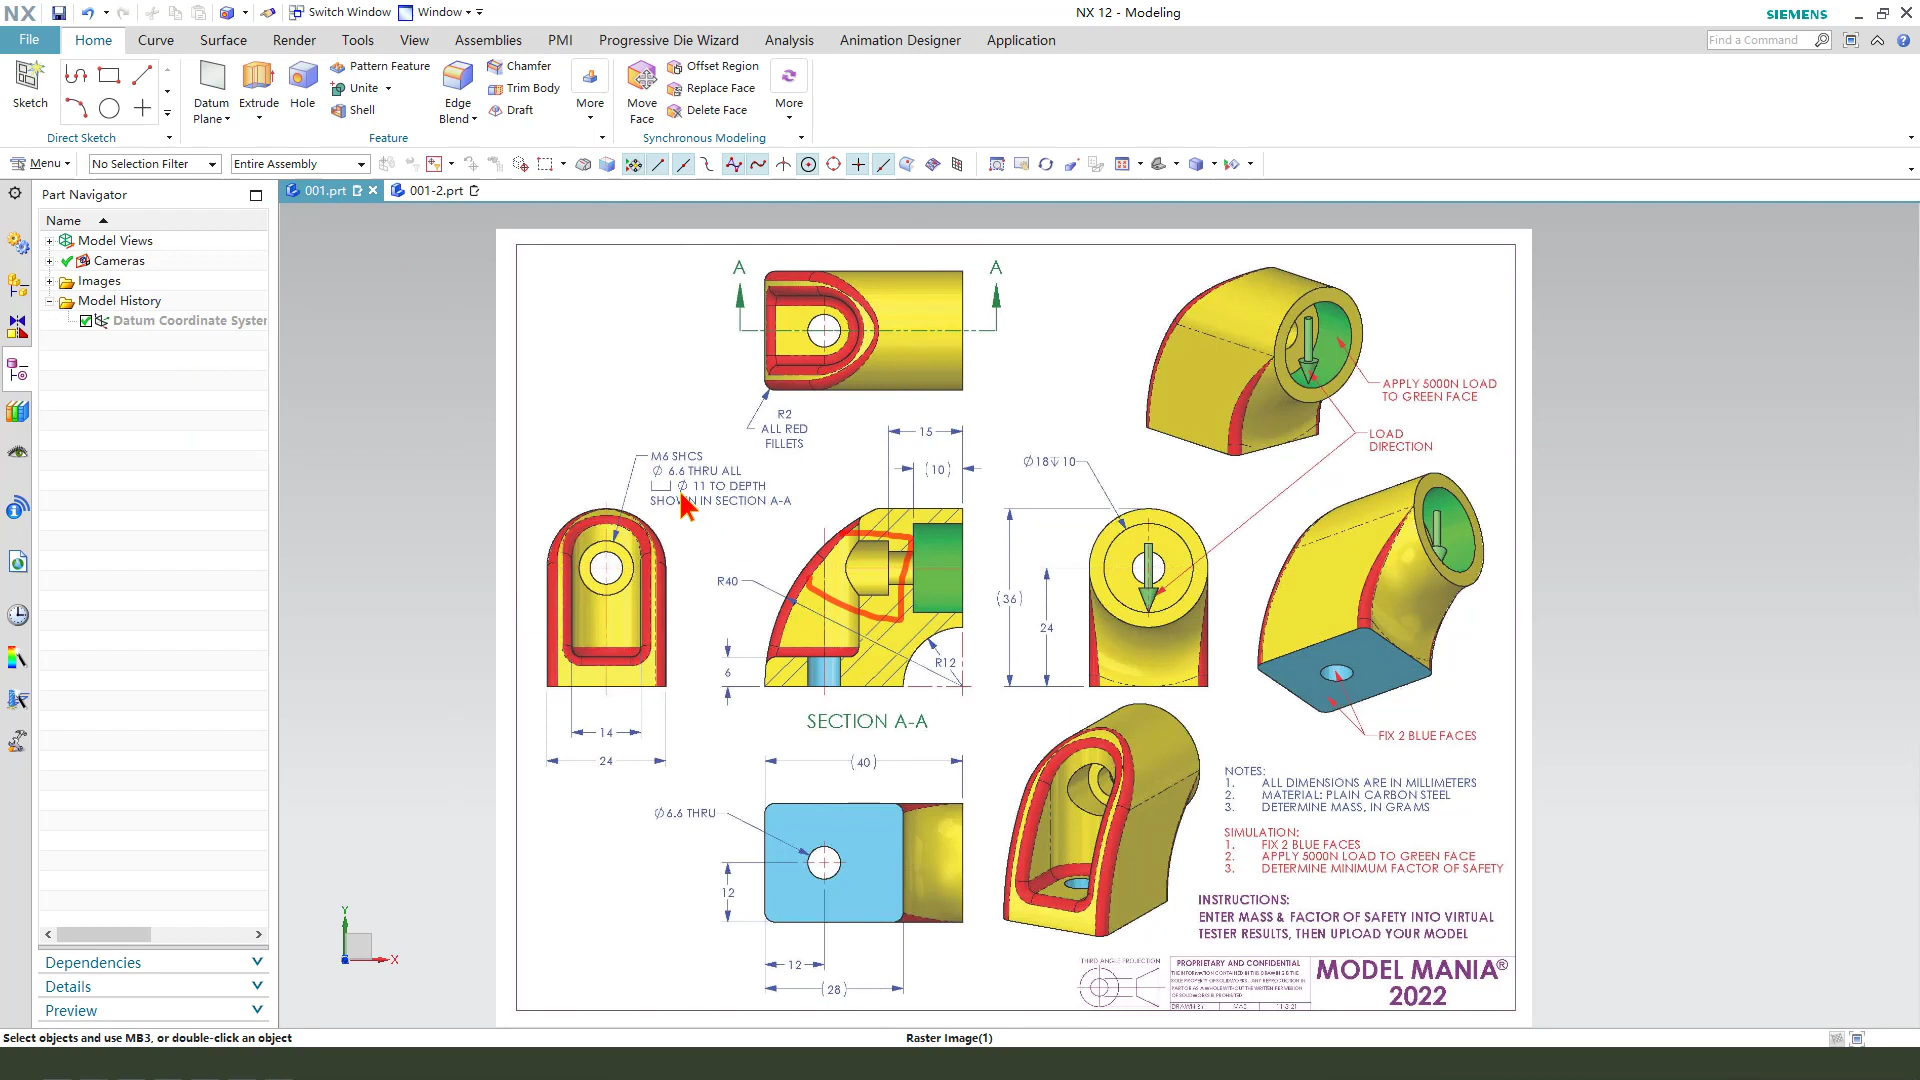 NX
Switch Window
Window
NX 12 - Modeling
SIEMENS
File
Home
Curve
Surface
Render
Tools
View
Assemblies
PMI
Progressive Die Wizard
Analysis
Animation Designer
Application
Find a Command
Sketch
Direct Sketch
Datum
Plane
Extrude
Hole
Pattern Feature
Unite
Shell
Edge
Blend
Chamfer
Trim Body
Draft
More
Feature
Move
Face
Offset Region
Replace Face
Delete Face
More
Synchronous Modeling
Menu
No Selection Filter
Entire Assembly
Part Navigator
001.prt
001-2.prt
Name
Model Views
Cameras
Images
Model History
Datum Coordinate Syster
Dependencies
Details
Preview
Select objects and use MB3, or double-click an object
Raster Image(1)
Y
X
A
A
R2
ALL RED
FILLETS
M6 SHCS
Ø 6.6 THRU ALL
⌴ Ø 11 TO DEPTH
SHOWN IN SECTION A-A
15
(10)
Ø18↧10
R40
R12
6
(36)
24
14
24
SECTION A-A
(40)
Ø6.6 THRU
12
12
(28)
APPLY 5000N LOAD
TO GREEN FACE
LOAD
DIRECTION
FIX 2 BLUE FACES
NOTES:
1. ALL DIMENSIONS ARE IN MILLIMETERS
2. MATERIAL: PLAIN CARBON STEEL
3. DETERMINE MASS, IN GRAMS
SIMULATION:
1. FIX 2 BLUE FACES
2. APPLY 5000N LOAD TO GREEN FACE
3. DETERMINE MINIMUM FACTOR OF SAFETY
INSTRUCTIONS:
ENTER MASS & FACTOR OF SAFETY INTO VIRTUAL
TESTER RESULTS, THEN UPLOAD YOUR MODEL
THIRD ANGLE PROJECTION
PROPRIETARY AND CONFIDENTIAL
MODEL MANIA®
2022